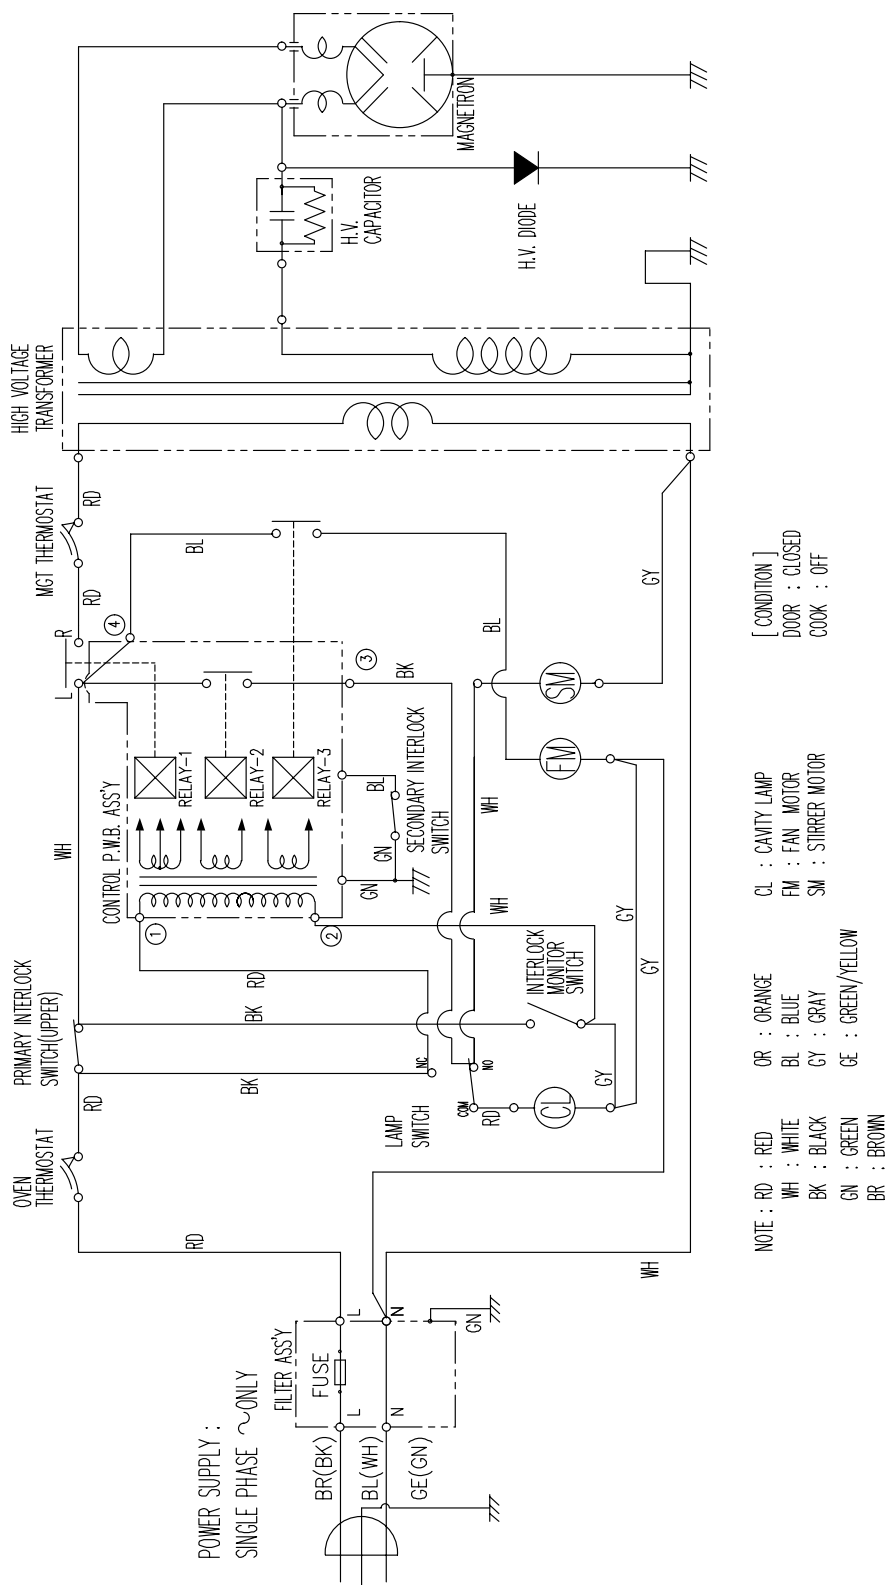 POWER SUPPLY :
SINGLE PHASE ~ONLY
BR(BK)
BL(WH)
GE(GN)
FILTER ASS'Y
FUSE
L
N
L
N
GN
RD
WH
OVEN
THERMOSTAT
RD
PRIMARY INTERLOCK
SWITCH(UPPER)
BK
BK
RD
LAMP
SWITCH
NC
COM
NO
RD
CL
GY
INTERLOCK
MONITOR
SWITCH
WH
GY
GY
WH
CONTROL P.W.B. ASS'Y
1
2
RELAY-1
RELAY-2
RELAY-3
GN
GN
BL
SECONDARY INTERLOCK
SWITCH
WH
FM
SM
BK
3
4
L
R
BL
BL
GY
RD
MGT THERMOSTAT
RD
HIGH VOLTAGE
TRANSFORMER
H.V.
CAPACITOR
H.V. DIODE
MAGNETRON
NOTE : RD : RED
WH : WHITE
BK : BLACK
GN : GREEN
BR : BROWN
OR : ORANGE
BL : BLUE
GY : GRAY
GE : GREEN/YELLOW
CL : CAVITY LAMP
FM : FAN MOTOR
SM : STIRRER MOTOR
[ CONDITION ]
DOOR : CLOSED
COOK : OFF